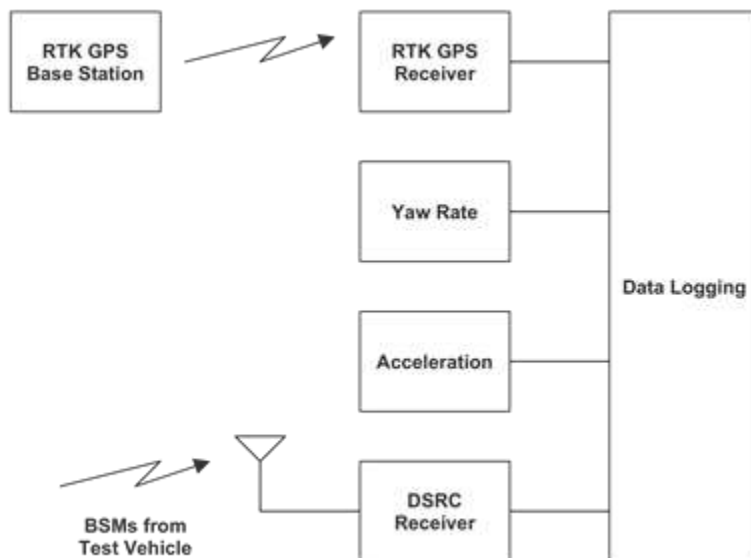 RTK GPS
Base Station
RTK GPS
Receiver
Yaw Rate
Data Logging
Acceleration
DSRC
Receiver
BSMs from
Test Vehicle